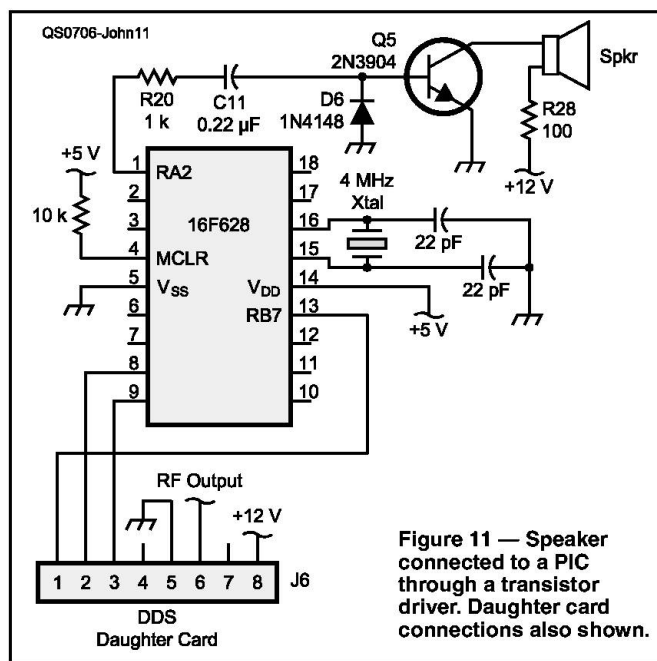 QS0706-John11
Q5
2N3904
Spkr
R20
1 k
C11
0.22 µF
D6
1N4148
R28
100
+12 V
+5 V
10 k
1
RA2
2
3
4
MCLR
5
VSS
6
7
8
9
16F628
18
17
16
15
VDD
14
RB7
13
12
11
10
4 MHz
Xtal
22 pF
22 pF
+5 V
RF Output
+12 V
1 2 3 4 5 6 7 8
J6
DDS
Daughter Card
Figure 11 — Speaker
connected to a PIC
through a transistor
driver. Daughter card
connections also shown.